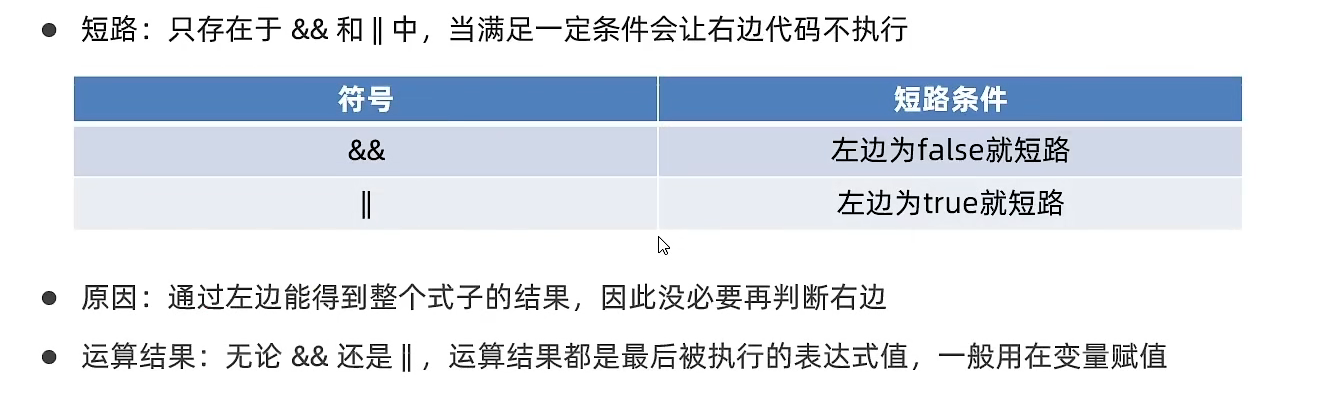 短路：只存在于 && 和 || 中，当满足一定条件会让右边代码不执行
符号 短路条件
&& 左边为false就短路
|| 左边为true就短路
原因：通过左边能得到整个式子的结果，因此没必要再判断右边
运算结果：无论 && 还是 || ，运算结果都是最后被执行的表达式值，一般用在变量赋值